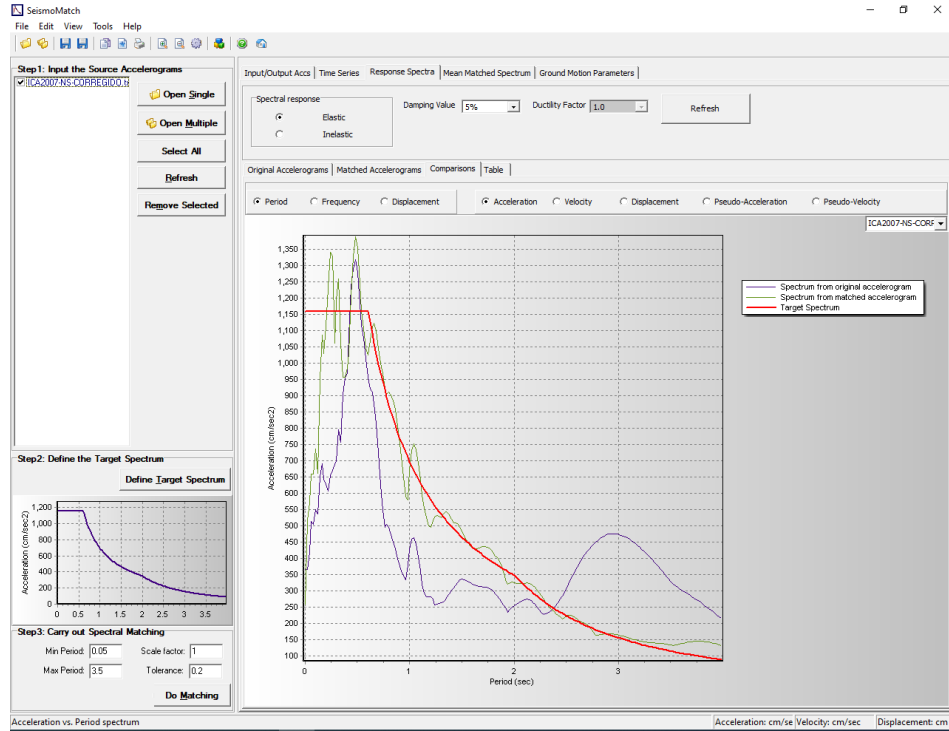 SeismoMatch
File Edit View Tools Help
Step1: Input the Source Accelerograms
ICA2007-NS-CORREGIDO.t
Open Single
Open Multiple
Select All
Refresh
Remove Selected
Input/Output Accs Time Series Response Spectra Mean Matched Spectrum Ground Motion Parameters
Spectral response
Elastic
Inelastic
Damping Value 5% Ductility Factor 1.0 Refresh
Original Accelerograms Matched Accelerograms Comparisons Table
Period Frequency Displacement Acceleration Velocity Displacement Pseudo-Acceleration Pseudo-Velocity
ICA2007-NS-CORF
Spectrum from original accelerogram
Spectrum from matched accelerogram
Target Spectrum
1,350
1,300
1,250
1,200
1,150
1,100
1,050
1,000
950
900
850
800
750
700
650
600
550
500
450
400
350
300
250
200
150
100
Acceleration (cm/sec2)
0 1 2 3
Period (sec)
Step2: Define the Target Spectrum
Define Target Spectrum
1,200
1,000
800
600
400
200
0
Acceleration (cm/sec2)
0 0.5 1 1.5 2 2.5 3 3.5
Step3: Carry out Spectral Matching
Min Period: 0.05 Scale factor: 1
Max Period: 3.5 Tolerance: 0.2
Do Matching
Acceleration vs. Period spectrum
Acceleration: cm/se Velocity: cm/sec Displacement: cm